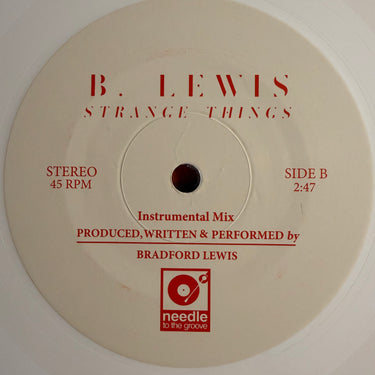 B. LEWIS
STRANGE THINGS
STEREO
45 RPM
SIDE B
2:47
Instrumental Mix
PRODUCED, WRITTEN & PERFORMED by
BRADFORD LEWIS
needle
to the groove